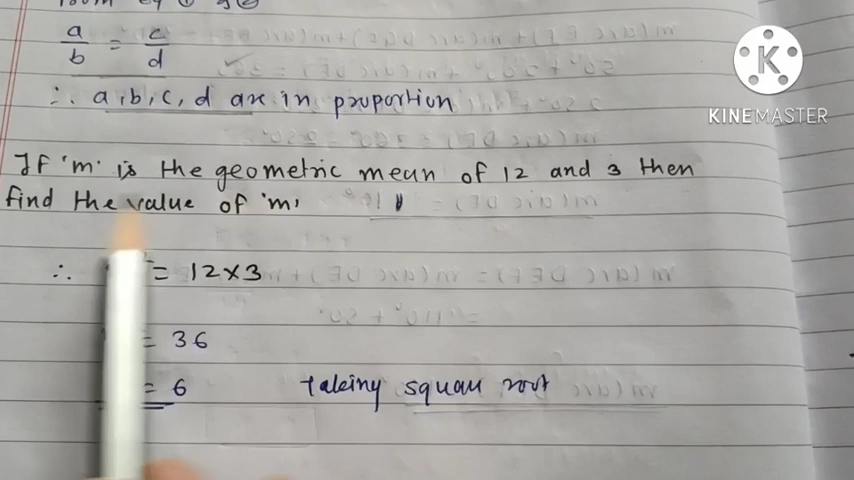 a/b = c/d
∴ a, b, c, d are in proportion
KINEMASTER
If 'm' is the geometric mean of 12 and 3 then
find the value of 'm'
∴ = 12 × 3
= 36
= 6 taking square root